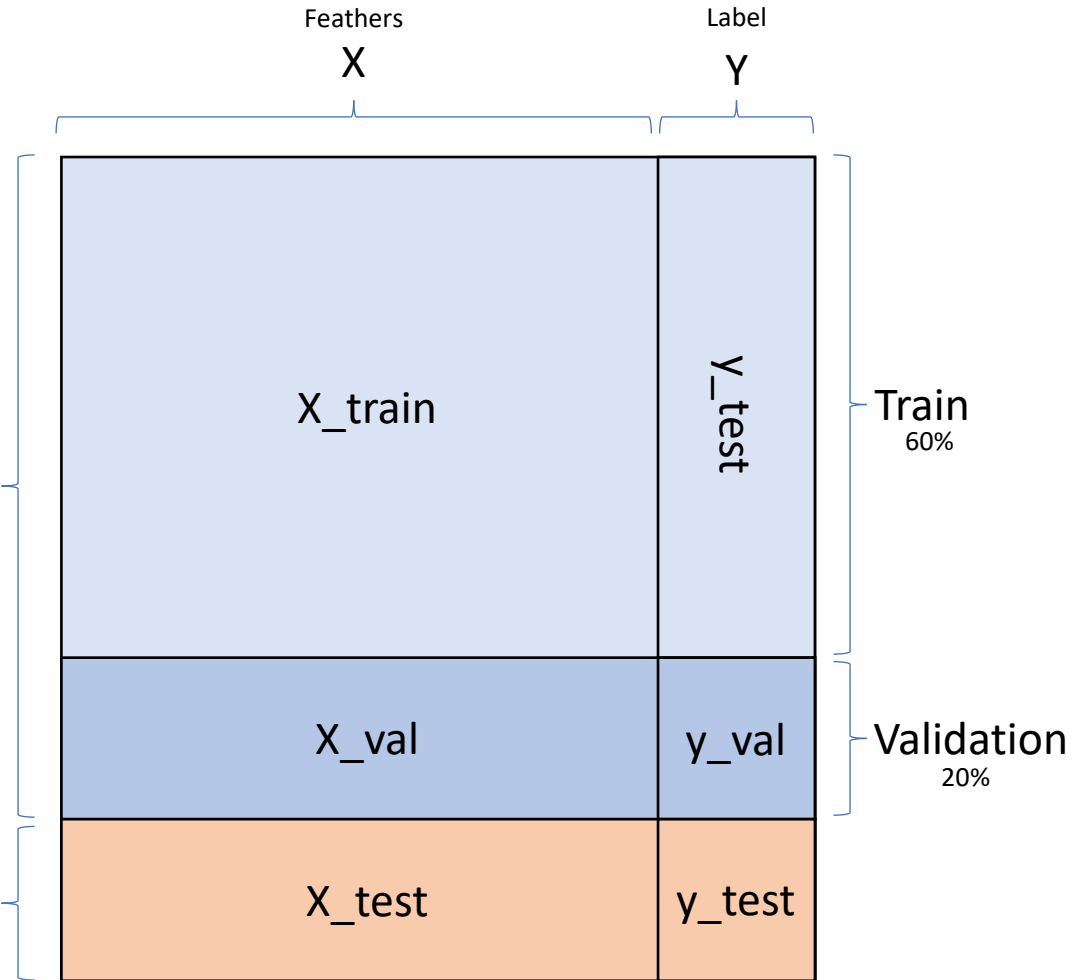 Feathers
X
Label
Y
X_train
y_test
Train
60%
X_val
y_val
Validation
20%
X_test
y_test